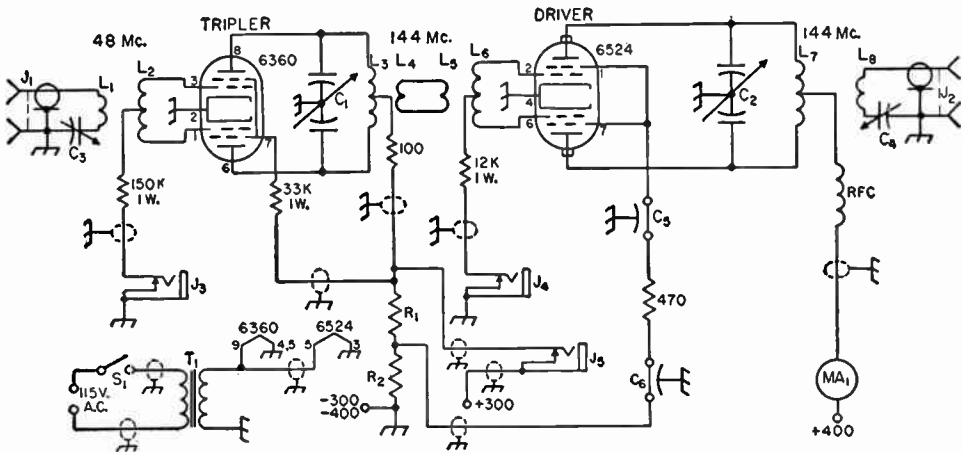 TRIPLER
DRIVER
48 Mc.
6360
144 Mc.
6524
144 Mc.
J1
L1
L2
L3
L4
L5
L6
L7
L8
J2
8
3
2
1
7
6
2
1
4
6
7
C1
C2
C3
C4
150K
1W.
33K
1W.
100
12K
1W.
C5
RFC
J3
J4
470
R1
J5
6360
6524
9
4,5
5
3
T1
S1
115V.
A.C.
R2
-300
-400
+300
C6
MA1
+400